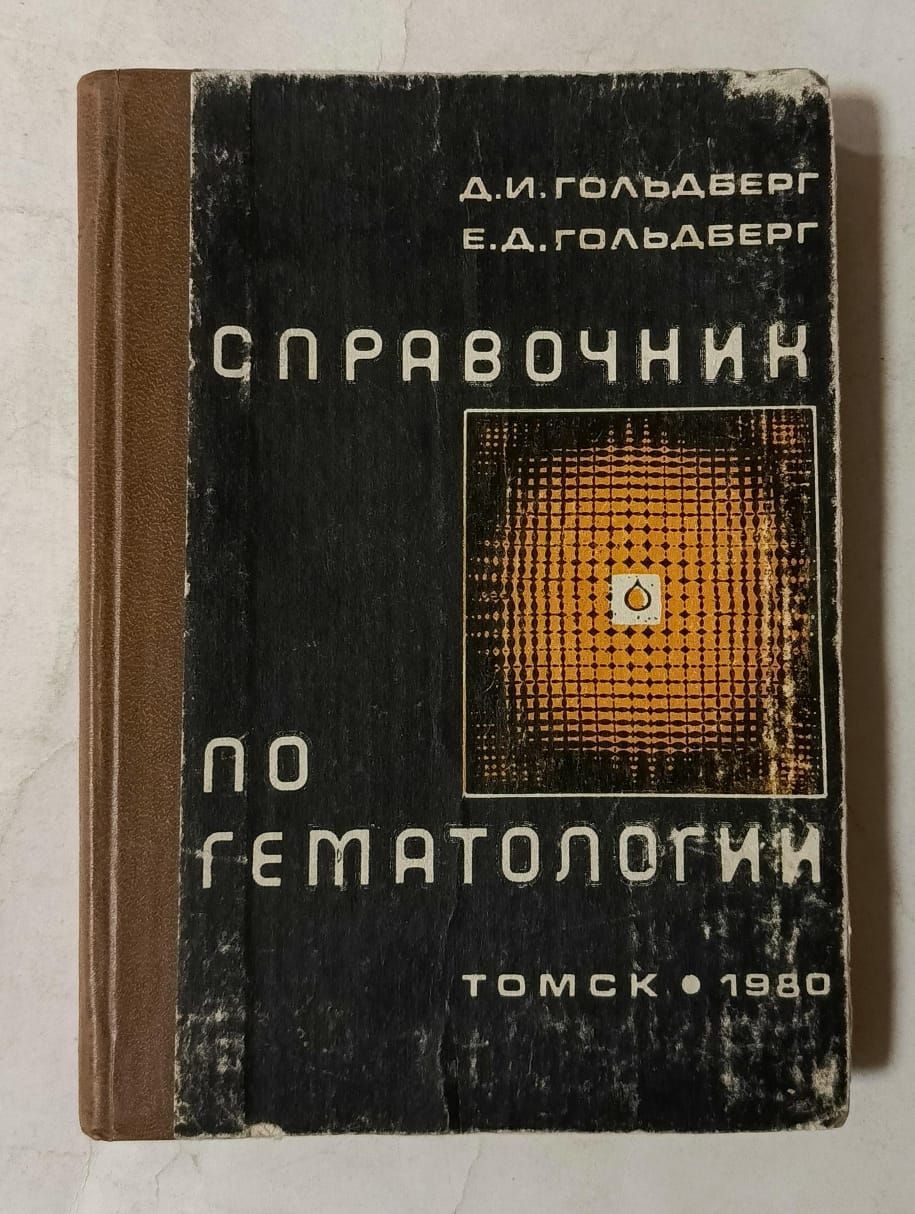 Д.И.ГОЛЬДБЕРГ
Е.Д.ГОЛЬДБЕРГ
СПРАВОЧНИК
ПО
ГЕМАТОЛОГИИ
ТОМСК • 1980